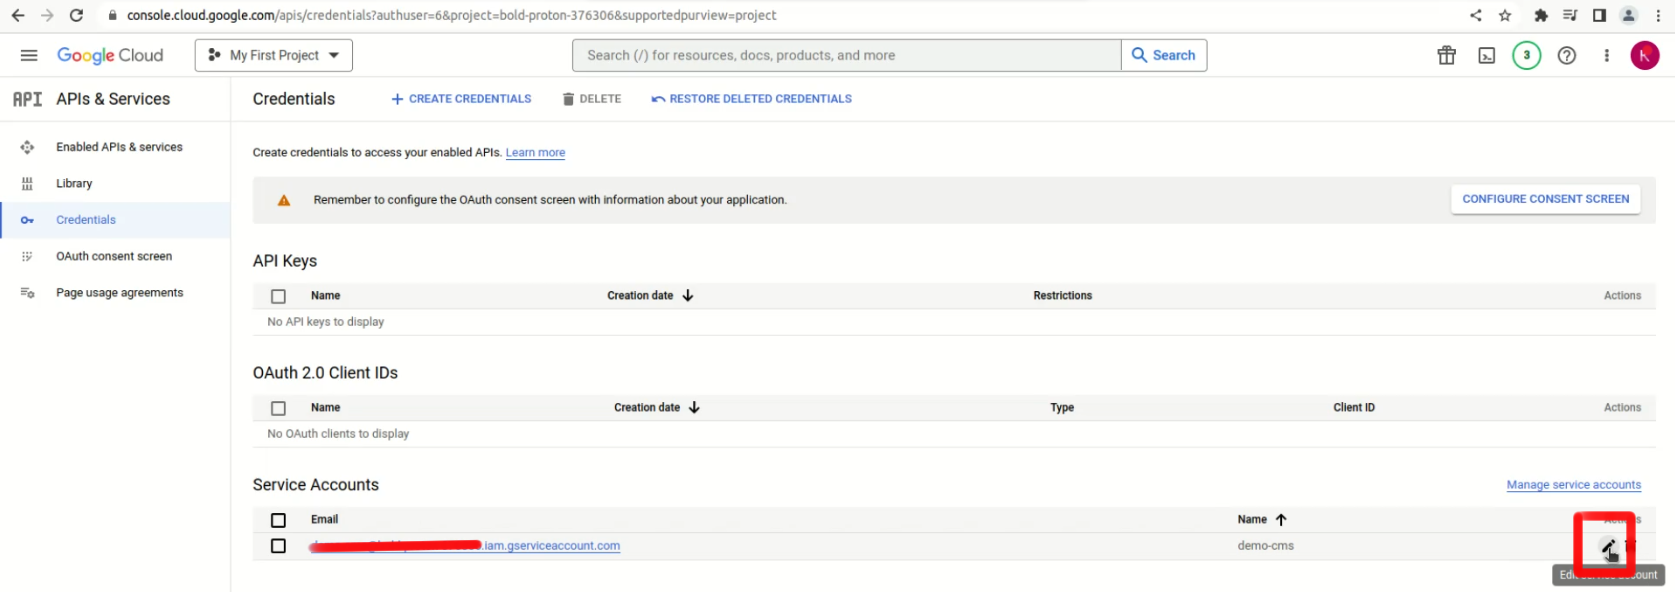 console.cloud.google.com/apis/credentials?authuser=6&project=bold-proton-376306&supportedpurview=project
Google Cloud My First Project Search (/) for resources, docs, products, and more Search 3 K
API APIs & Services Credentials CREATE CREDENTIALS DELETE RESTORE DELETED CREDENTIALS
Enabled APIs & services
Library
Credentials
OAuth consent screen
Page usage agreements
Create credentials to access your enabled APIs. Learn more
Remember to configure the OAuth consent screen with information about your application. CONFIGURE CONSENT SCREEN
API Keys
Name Creation date Restrictions Actions
No API keys to display
OAuth 2.0 Client IDs
Name Creation date Type Client ID Actions
No OAuth clients to display
Service Accounts Manage service accounts
Email Name Actions
.iam.gserviceaccount.com demo-cms
Edit service account